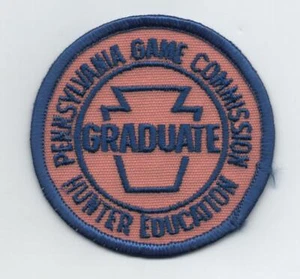 PENNSYLVANIA GAME COMMISSION
GRADUATE
HUNTER EDUCATION